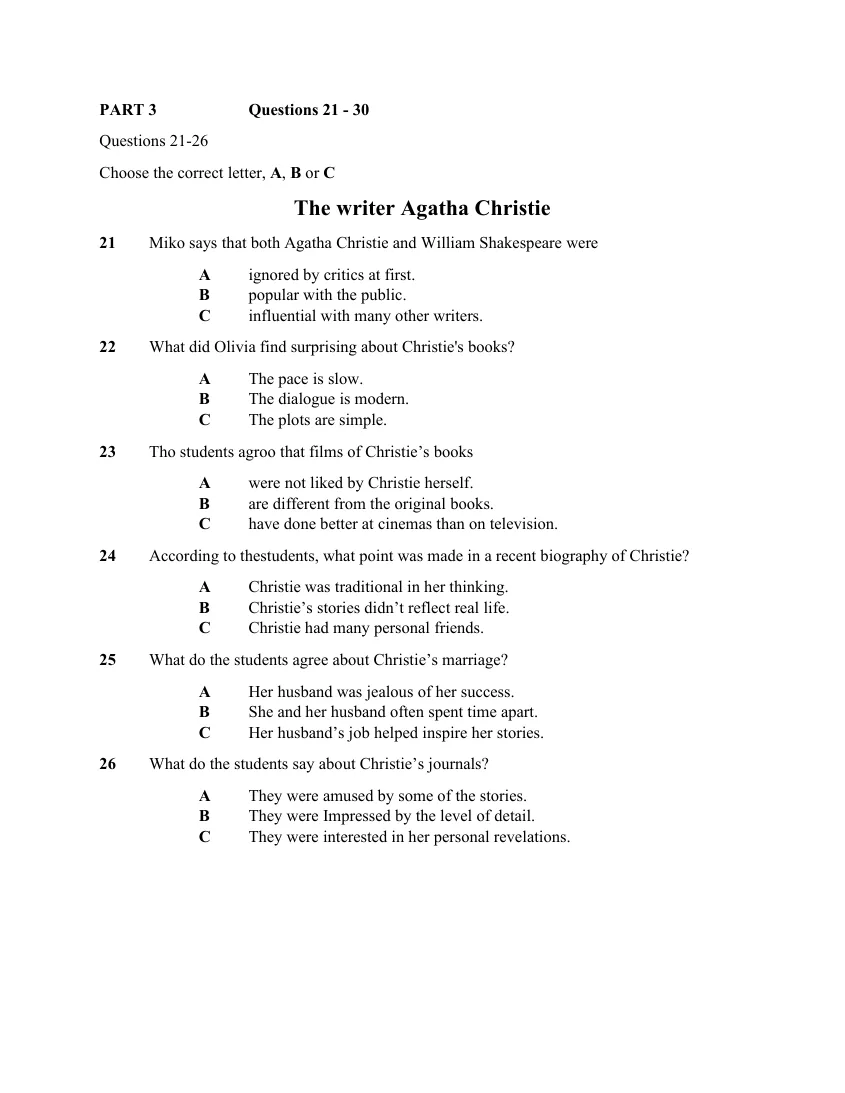 PART 3 Questions 21 - 30
Questions 21-26
Choose the correct letter, A, B or C
The writer Agatha Christie
21 Miko says that both Agatha Christie and William Shakespeare were
A ignored by critics at first.
B popular with the public.
C influential with many other writers.
22 What did Olivia find surprising about Christie's books?
A The pace is slow.
B The dialogue is modern.
C The plots are simple.
23 Tho students agroo that films of Christie’s books
A were not liked by Christie herself.
B are different from the original books.
C have done better at cinemas than on television.
24 According to thestudents, what point was made in a recent biography of Christie?
A Christie was traditional in her thinking.
B Christie’s stories didn’t reflect real life.
C Christie had many personal friends.
25 What do the students agree about Christie’s marriage?
A Her husband was jealous of her success.
B She and her husband often spent time apart.
C Her husband’s job helped inspire her stories.
26 What do the students say about Christie’s journals?
A They were amused by some of the stories.
B They were Impressed by the level of detail.
C They were interested in her personal revelations.